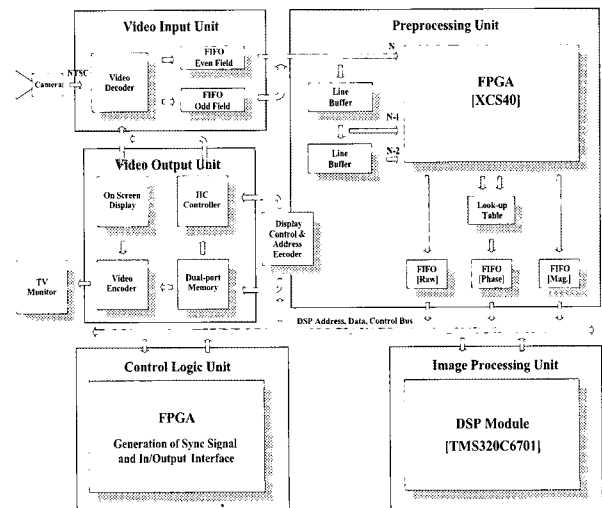 Video Input Unit
Preprocessing Unit
Camera
NTSC
Video
Decoder
FIFO
Even Field
FIFO
Odd Field
N
Line
Buffer
N-1
Line
Buffer
N-2
FPGA
[XCS40]
Look-up
Table
FIFO
[Raw]
FIFO
[Phase]
FIFO
[Mag.]
Video Output Unit
On Screen
Display
IIC
Controller
Video
Encoder
Dual-port
Memory
Display
Control &
Address
Eecoder
TV
Monitor
DSP Address, Data, Control Bus
Control Logic Unit
FPGA
Generation of Sync Signal
and In/Output Interface
Image Processing Unit
DSP Module
[TMS320C6701]